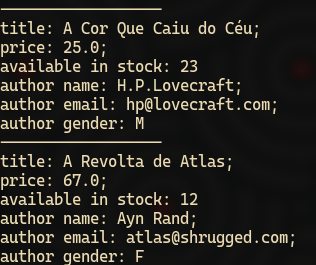 title: A Cor Que Caiu do Céu;
price: 25.0;
available in stock: 23
author name: H.P.Lovecraft;
author email: hp@lovecraft.com;
author gender: M
title: A Revolta de Atlas;
price: 67.0;
available in stock: 12
author name: Ayn Rand;
author email: atlas@shrugged.com;
author gender: F